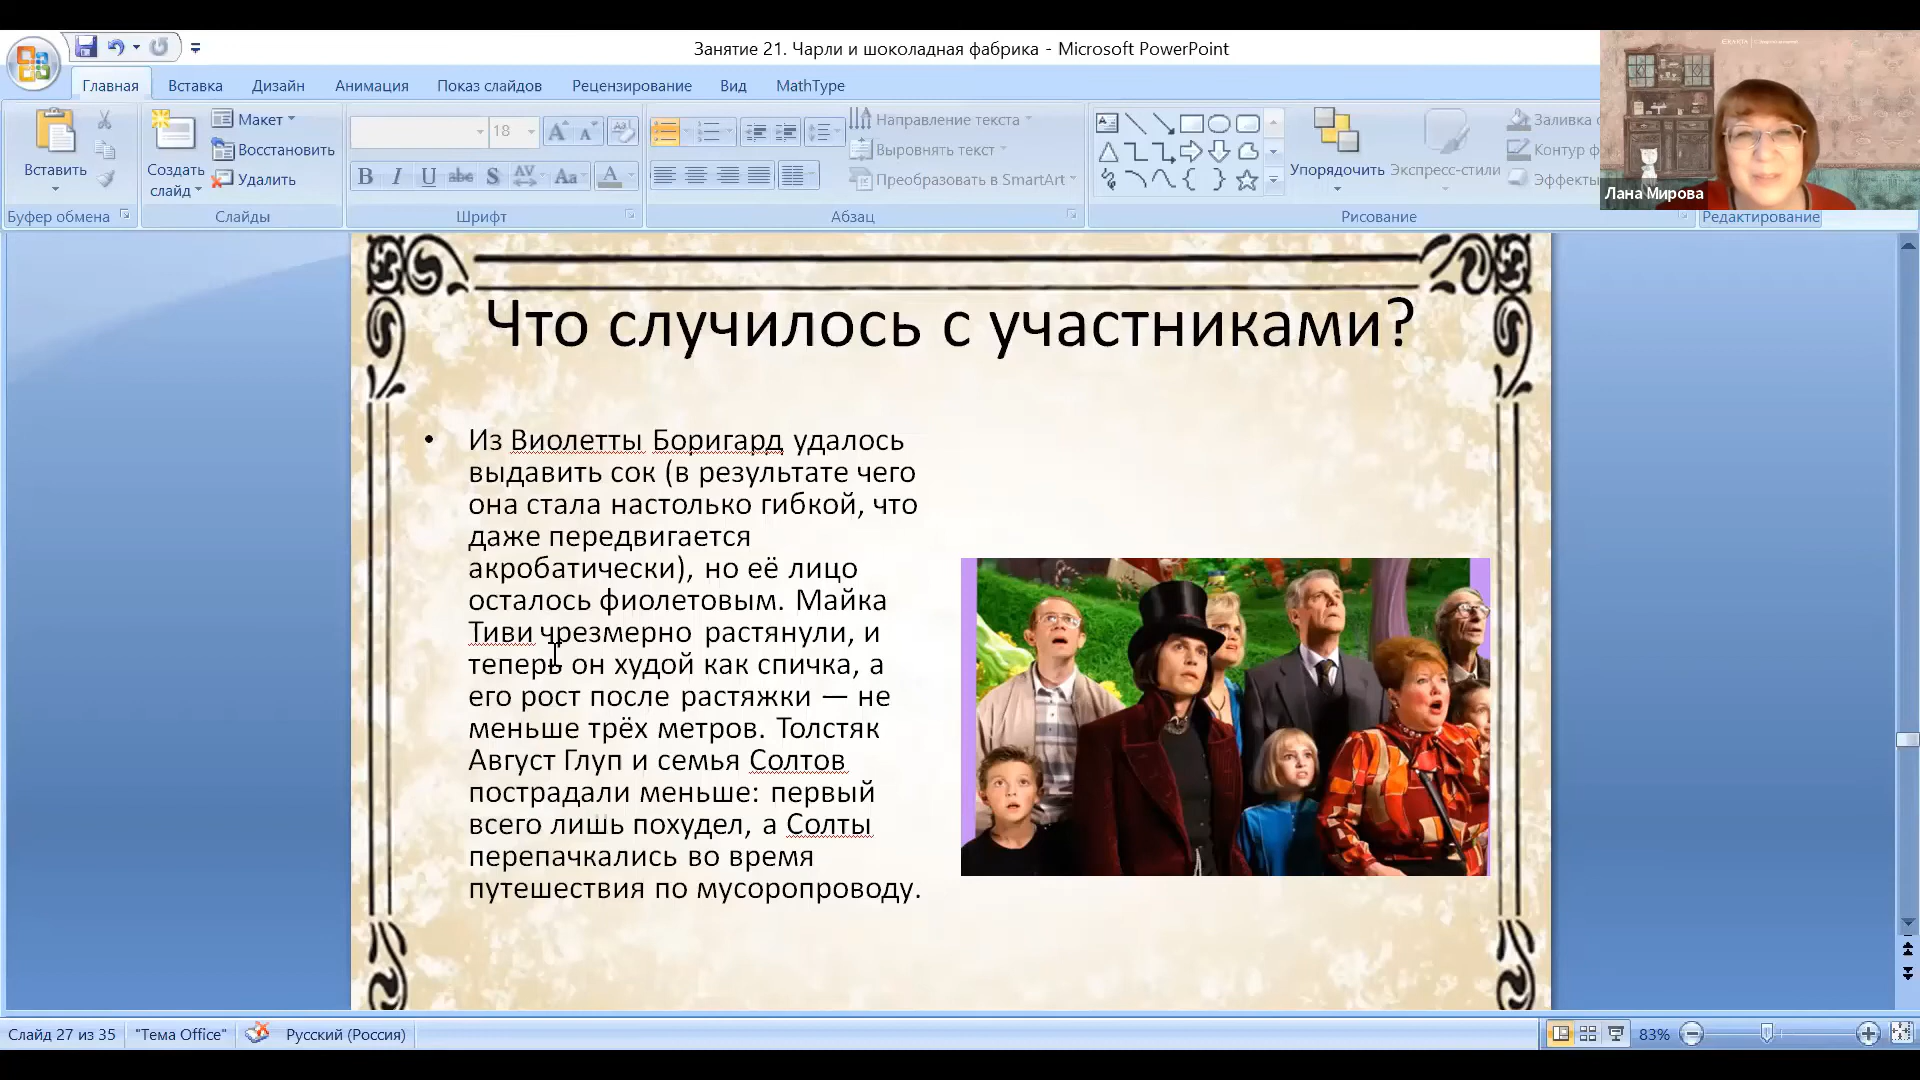 Занятие 21. Чарли и шоколадная фабрика - Microsoft PowerPoint
Главная Вставка Дизайн Анимация Показ слайдов Рецензирование Вид MathType
Вставить
Буфер обмена
Создать слайд
Макет
Восстановить
Удалить
Слайды
18
Шрифт
Направление текста
Выровнять текст
Преобразовать в SmartArt
Абзац
Упорядочить
Экспресс-стили
Заливка
Контур ф
Эффекты
Рисование
Редактирование
Лана Мирова
Что случилось с участниками?
• Из Виолетты Боригард удалось
выдавить сок (в результате чего
она стала настолько гибкой, что
даже передвигается
акробатически), но её лицо
осталось фиолетовым. Майка
Тиви чрезмерно растянули, и
теперь он худой как спичка, а
его рост после растяжки — не
меньше трёх метров. Толстяк
Август Глуп и семья Солтов
пострадали меньше: первый
всего лишь похудел, а Солты
перепачкались во время
путешествия по мусоропроводу.
Слайд 27 из 35 "Тема Office" Русский (Россия) 83%